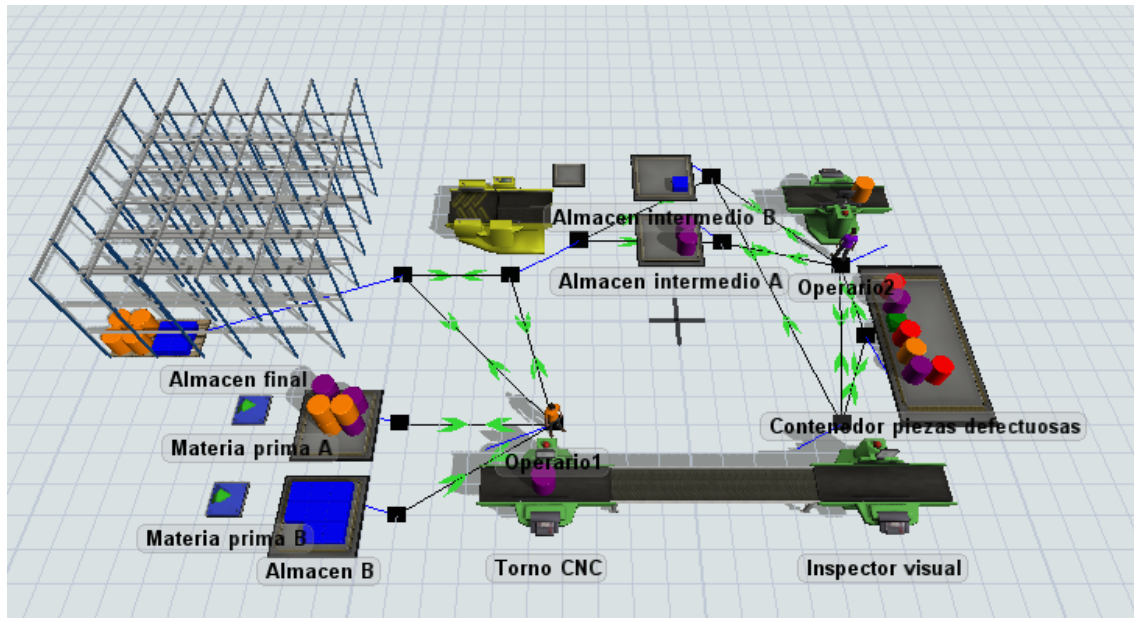 Almacen intermedio B
Almacen intermedio A
Operario2
Almacen final
Contenedor piezas defectuosas
Materia prima A
Operario1
Materia prima B
Almacen B
Torno CNC
Inspector visual